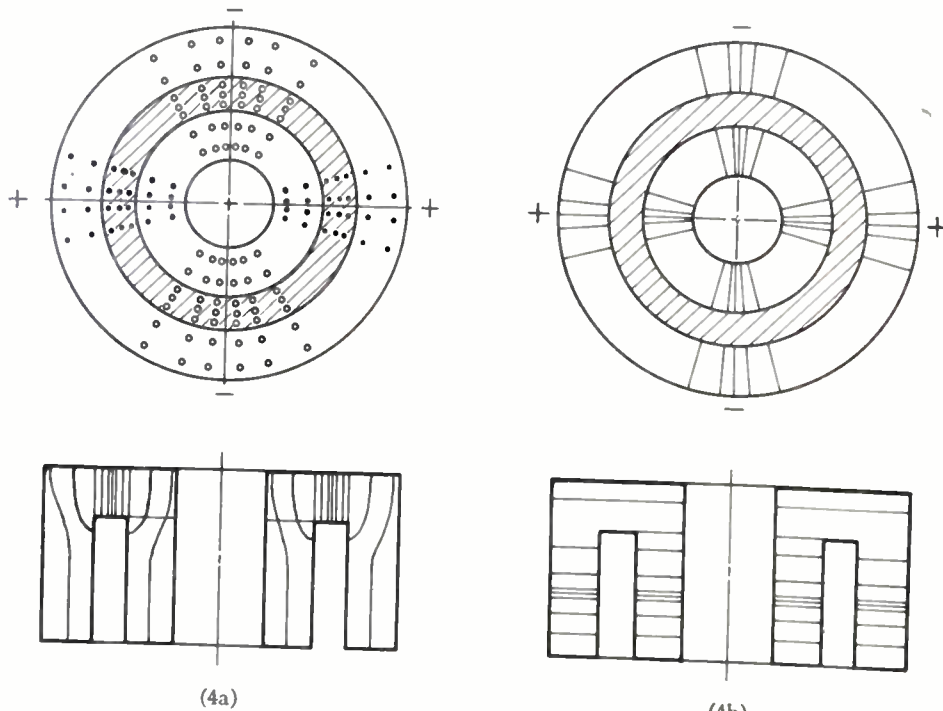 − −
+ + + +
− −
(4a) (4b)